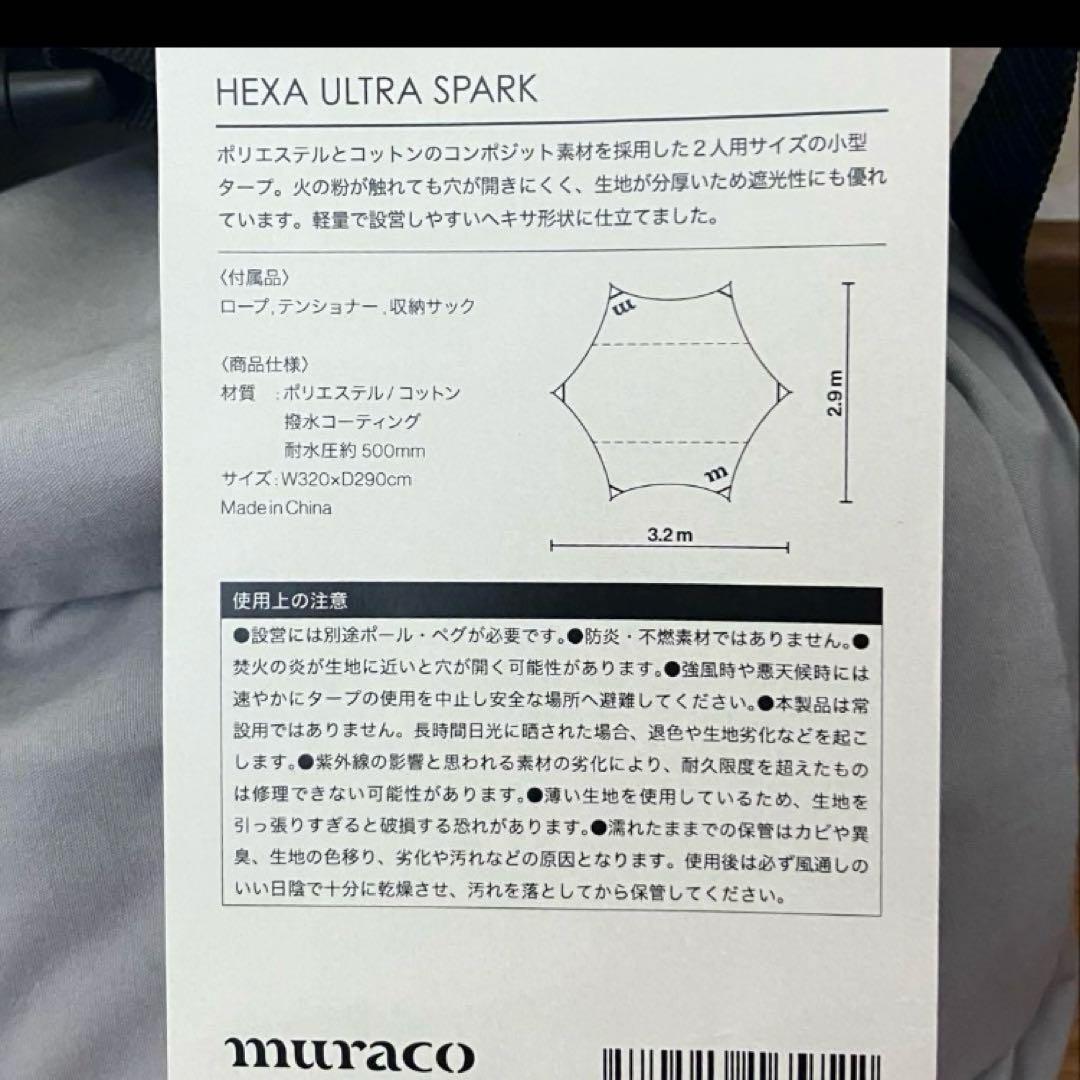 HEXA ULTRA SPARK
ポリエステルとコットンのコンポジット素材を採用した2人用サイズの小型
タープ。火の粉が触れても穴が開きにくく、生地が分厚いため遮光性にも優れ
ています。軽量で設営しやすいヘキサ形状に仕立てました。
〈付属品〉
ロープ,テンショナー,収納サック
〈商品仕様〉
材質 :ポリエステル/コットン
撥水コーティング
耐水圧約500mm
サイズ:W320×D290cm
Made in China
m
m
2.9m
3.2m
使用上の注意
●設営には別途ポール・ペグが必要です。●防炎・不燃素材ではありません。●
焚火の炎が生地に近いと穴が開く可能性があります。●強風時や悪天候時には
速やかにタープの使用を中止し安全な場所へ避難してください。●本製品は常
設用ではありません。長時間日光に晒された場合、退色や生地劣化などを起こ
します。●紫外線の影響と思われる素材の劣化により、耐久限度を超えたもの
は修理できない可能性があります。●薄い生地を使用しているため、生地を
引っ張りすぎると破損する恐れがあります。●濡れたままでの保管はカビや異
臭、生地の色移り、劣化や汚れなどの原因となります。使用後は必ず風通しの
いい日陰で十分に乾燥させ、汚れを落としてから保管してください。
muraco